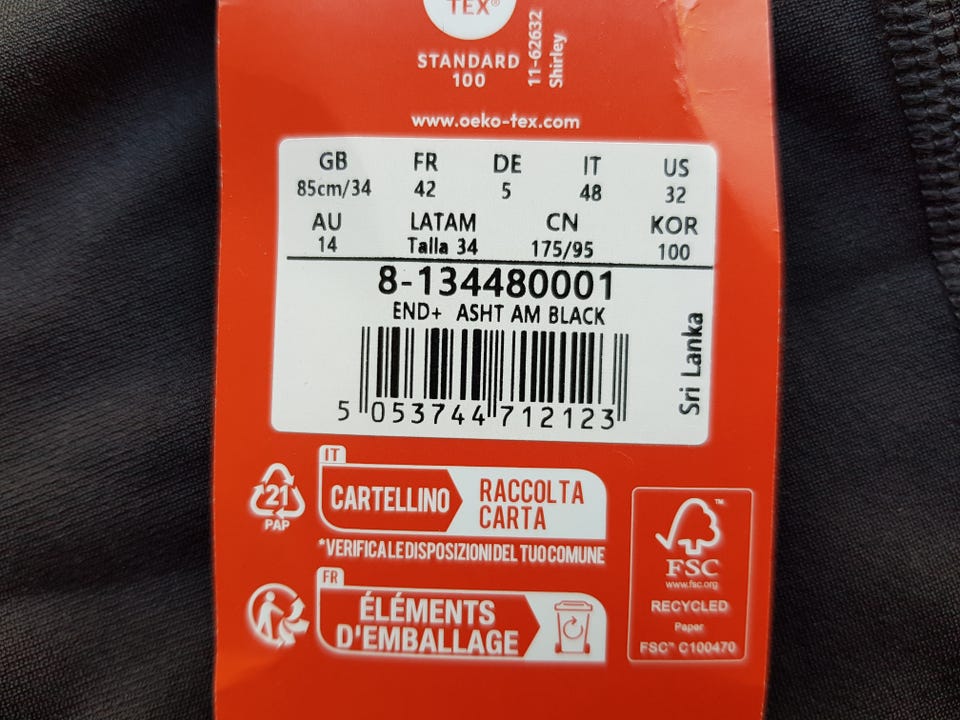 TEX®
STANDARD
100
11-62632
Shirley
www.oeko-tex.com
GB FR DE IT US
85cm/34 42 5 48 32
AU LATAM CN KOR
14 Talla 34 175/95 100
8-134480001
END+ ASHT AM BLACK
Sri Lanka
5 053744 712123
IT
CARTELLINO RACCOLTA
CARTA
21
PAP
*VERIFICA LE DISPOSIZIONI DEL TUO COMUNE
FR
ÉLÉMENTS
D'EMBALLAGE
™
FSC
www.fsc.org
RECYCLED
Paper
FSC™ C100470